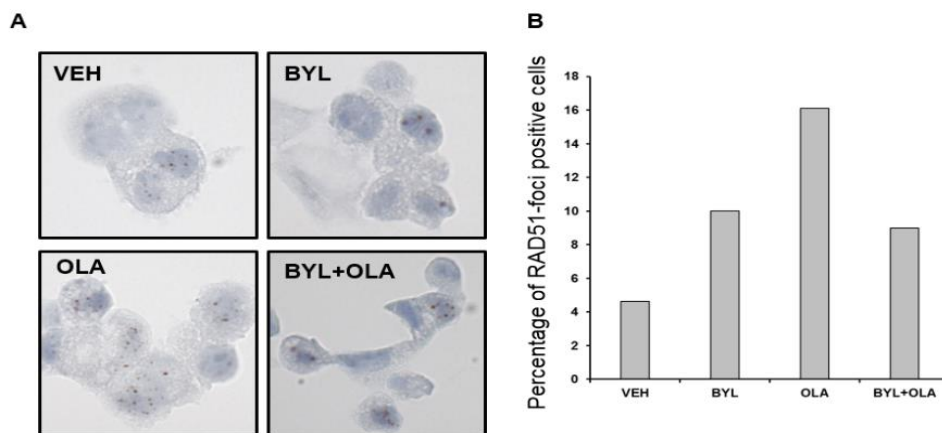 A
B
VEH
BYL
OLA
BYL+OLA
Percentage of RAD51-foci positive cells
18
16
14
12
10
8
6
4
2
0
VEH BYL OLA BYL+OLA